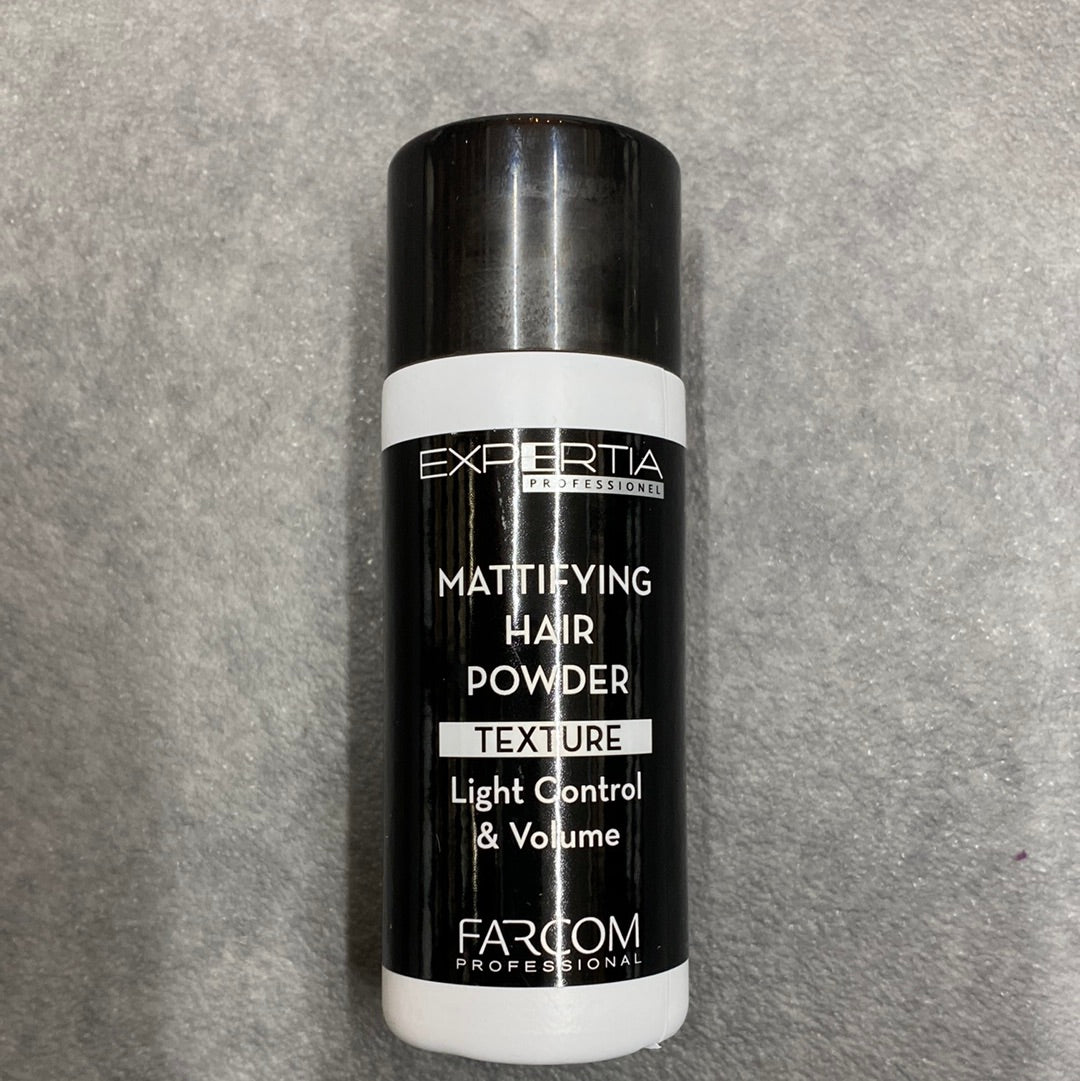 EXPERTIA
PROFESSIONEL
MATTIFYING
HAIR
POWDER
TEXTURE
Light Control
& Volume
FARCOM
PROFESSIONAL